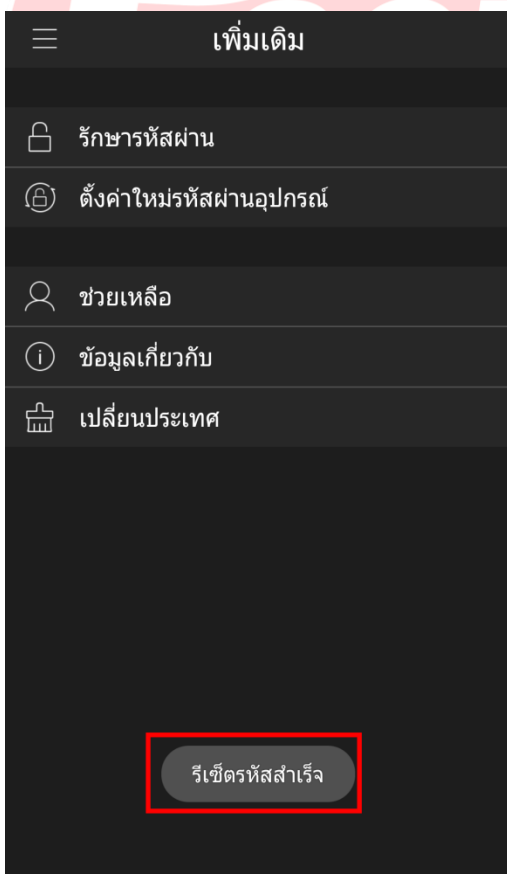 เพิ่มเดิม
รักษารหัสผ่าน
ตั้งค่าใหม่รหัสผ่านอุปกรณ์
ช่วยเหลือ
ข้อมูลเกี่ยวกับ
เปลี่ยนประเทศ
รีเซ็ตรหัสสำเร็จ